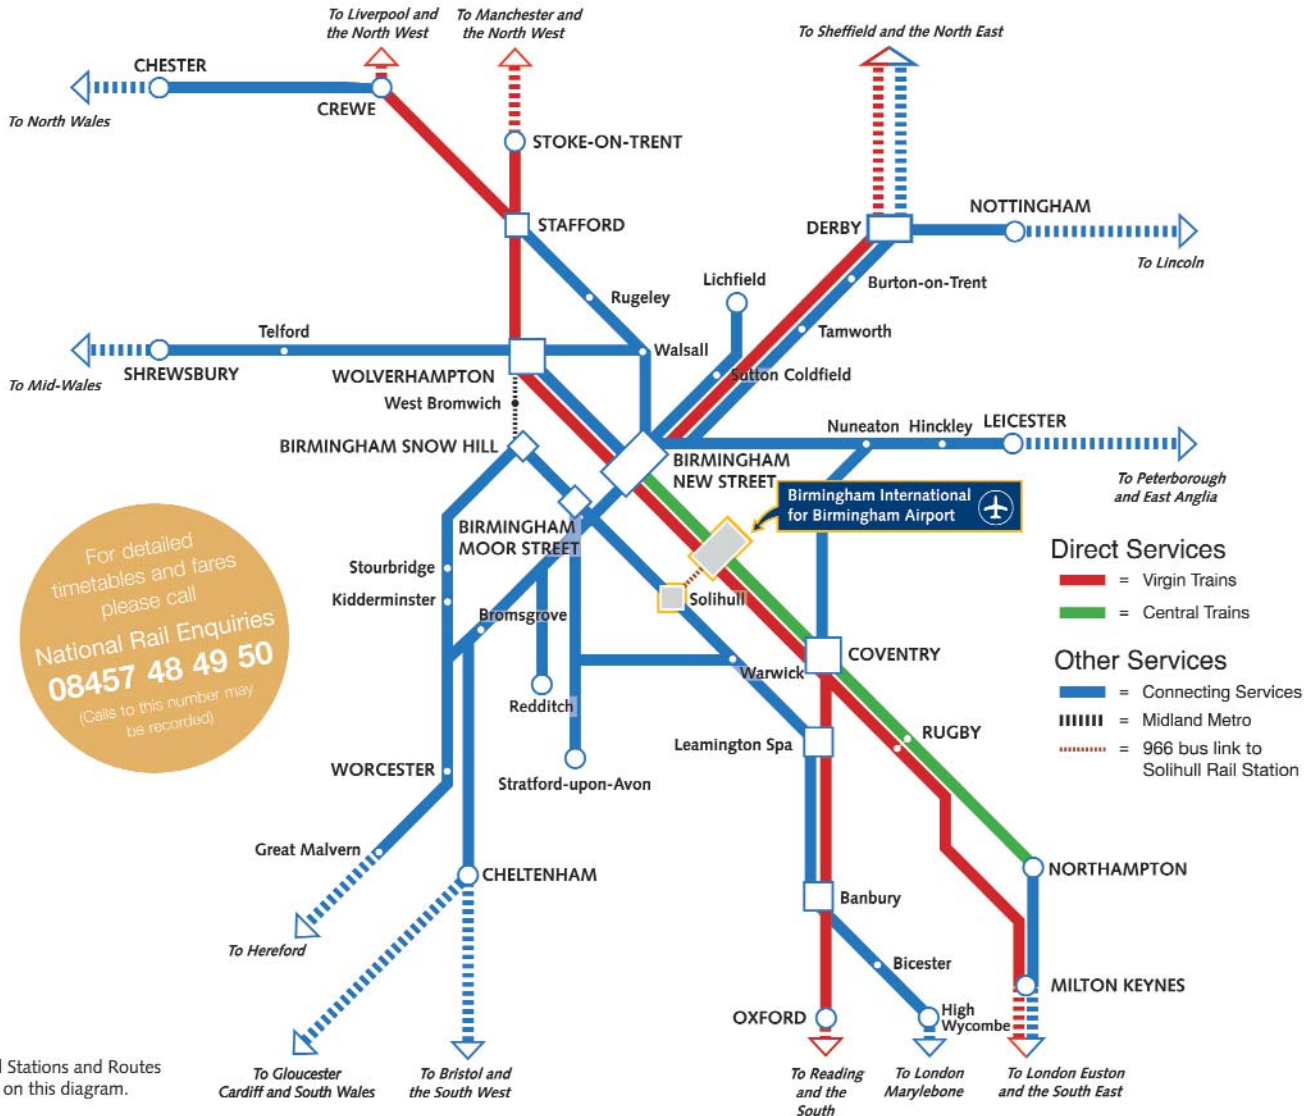 To Liverpool and
the North West
To Manchester and
the North West
To Sheffield and the North East
CHESTER
CREWE
To North Wales
STOKE-ON-TRENT
STAFFORD
DERBY
NOTTINGHAM
To Lincoln
Lichfield
Burton-on-Trent
Rugeley
Tamworth
Telford
Walsall
SHREWSBURY
To Mid-Wales
WOLVERHAMPTON
Sutton Coldfield
West Bromwich
Nuneaton
Hinckley
LEICESTER
BIRMINGHAM SNOW HILL
BIRMINGHAM
NEW STREET
To Peterborough
and East Anglia
Birmingham International
for Birmingham Airport
BIRMINGHAM
MOOR STREET
Direct Services
= Virgin Trains
= Central Trains
Other Services
= Connecting Services
= Midland Metro
= 966 bus link to
Solihull Rail Station
For detailed
timetables and fares
please call
National Rail Enquiries
08457 48 49 50
(Calls to this number may
be recorded)
Stourbridge
Kidderminster
Solihull
Bromsgrove
COVENTRY
Warwick
Redditch
RUGBY
Leamington Spa
WORCESTER
Stratford-upon-Avon
Great Malvern
CHELTENHAM
NORTHAMPTON
Banbury
To Hereford
Bicester
MILTON KEYNES
OXFORD
High
Wycombe
l Stations and Routes
on this diagram.
To Gloucester
Cardiff and South Wales
To Bristol and
the South West
To Reading
and the
South
To London
Marylebone
To London Euston
and the South East